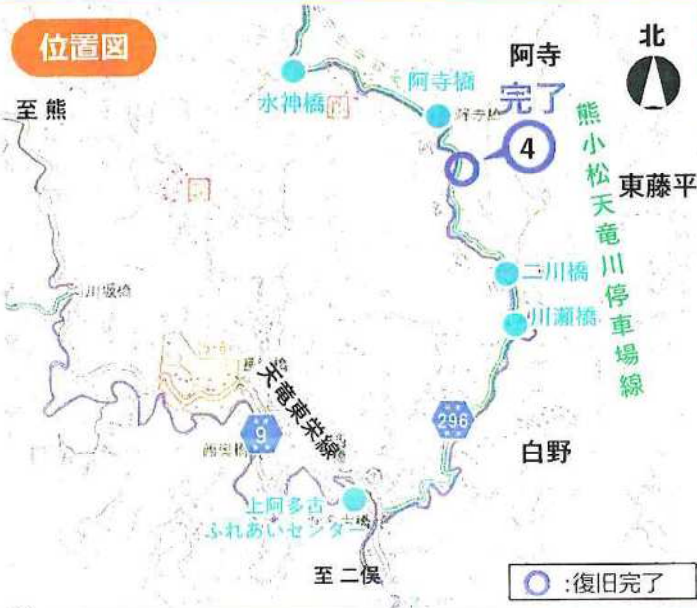 位置図
北
阿寺
阿寺橋
完了
水神橋
至 熊
4
熊小松天竜川停車場線
東藤平
二川橋
川瀬橋
天竜東栄線
9
296
西奥橋
白野
上阿多古
ふれあいセンター
至 二俣
:復旧完了